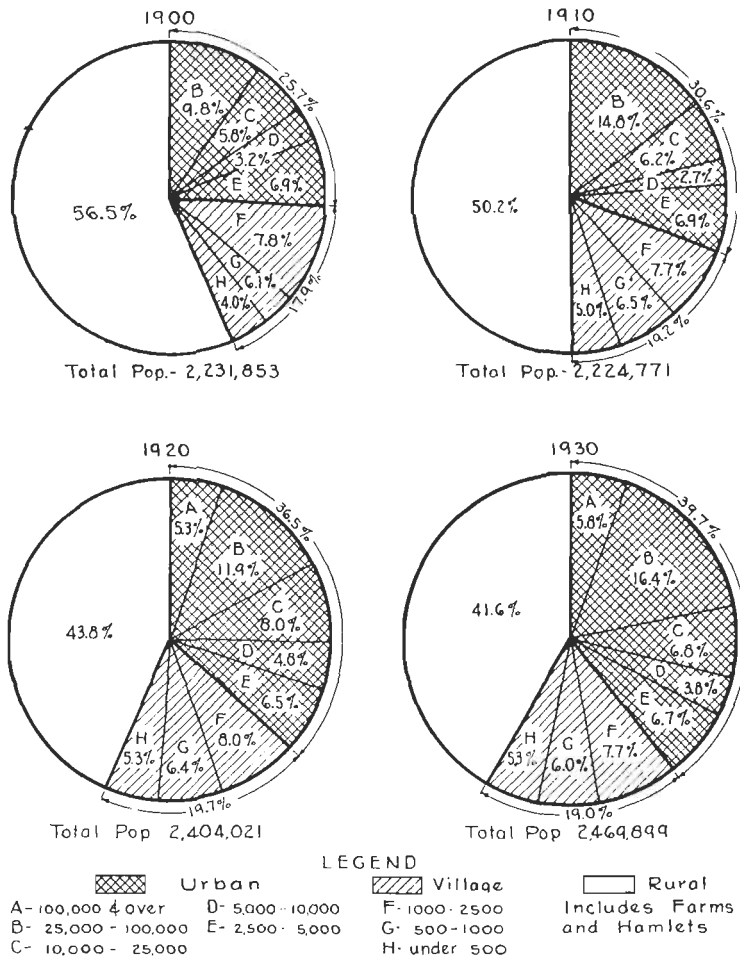 1900
B
9.8%
C
5.8%
D
3.2%
E
6.9%
25.7%
56.5%
F
7.8%
G
6.1%
H
4.0%
17.9%
Total Pop.- 2,231,853
1910
B
14.8%
C
6.2%
D
2.7%
E
6.9%
30.6%
50.2%
F
7.7%
G
6.5%
H
5.0%
19.2%
Total Pop.- 2,224,771
1920
A
5.3%
B
11.9%
C
8.0%
D
4.8%
E
6.5%
36.5%
43.8%
F
8.0%
G
6.4%
H
5.3%
19.7%
Total Pop 2,404,021
1930
A
5.8%
B
16.4%
C
6.8%
D
3.8%
E
6.7%
39.7%
41.6%
F
7.7%
G
6.0%
H
5.3%
19.0%
Total Pop 2,469,899
LEGEND
Urban
A- 100,000 & over
B- 25,000 - 100,000
C- 10,000 - 25,000
D- 5,000 - 10,000
E- 2,500 - 5,000
Village
F- 1000 - 2500
G- 500 - 1000
H- under 500
Rural
Includes Farms
and Hamlets